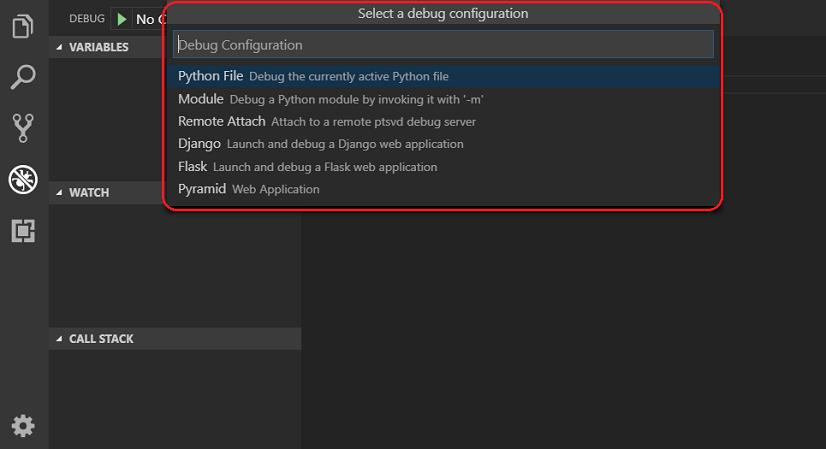 Select a debug configuration
DEBUG No C
Debug Configuration
VARIABLES
Python File Debug the currently active Python file
Module Debug a Python module by invoking it with '-m'
Remote Attach Attach to a remote ptsvd debug server
Django Launch and debug a Django web application
Flask Launch and debug a Flask web application
Pyramid Web Application
WATCH
CALL STACK